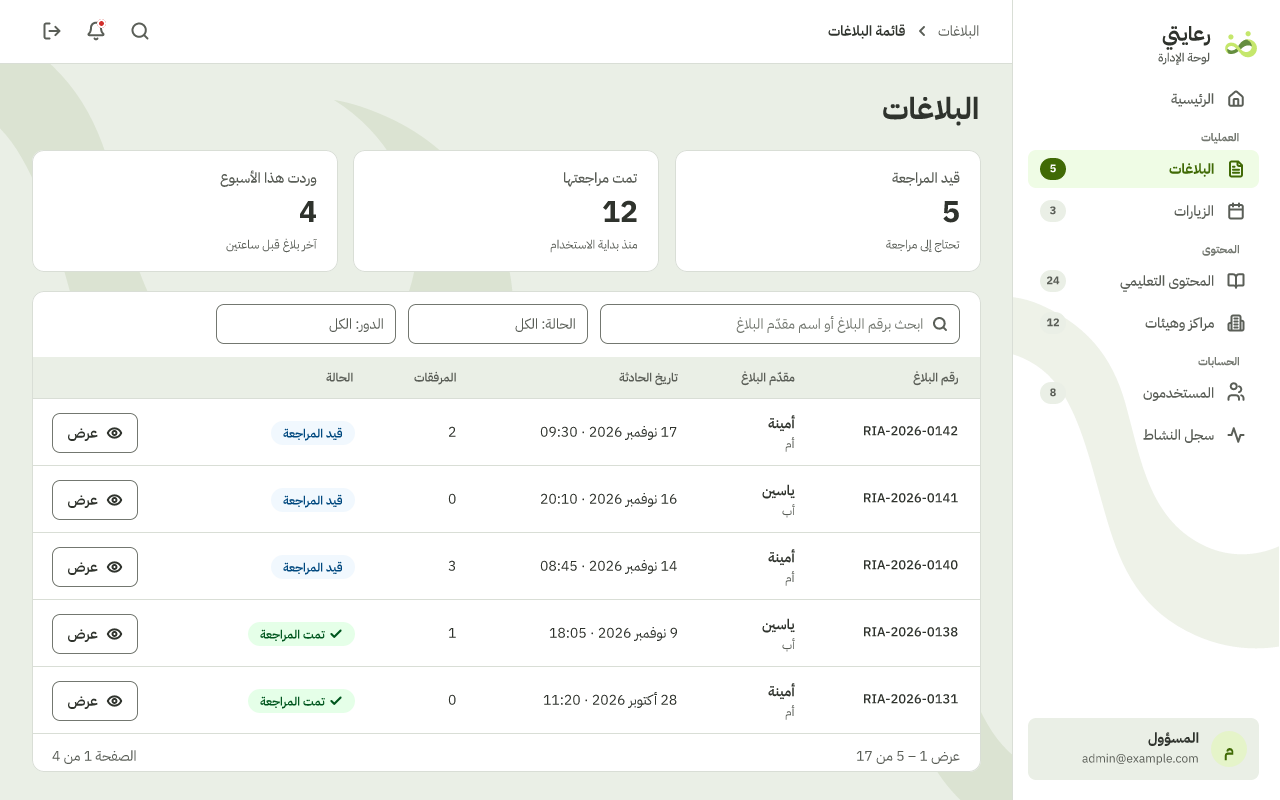 رعايتي
لوحة الإدارة
الرئيسية
العمليات
البلاغات 5
الزيارات 3
المحتوى
المحتوى التعليمي 24
مراكز وهيئات 12
الحسابات
المستخدمون 8
سجل النشاط
م
المسؤول
admin@example.com
البلاغات
قائمة البلاغات
البلاغات
قيد المراجعة
5
تحتاج إلى مراجعة
تمت مراجعتها
12
منذ بداية الاستخدام
وردت هذا الأسبوع
4
آخر بلاغ قبل ساعتين
ابحث برقم البلاغ أو اسم مقدّم البلاغ
الحالة: الكل
الدور: الكل
رقم البلاغ مقدّم البلاغ تاريخ الحادثة المرفقات الحالة
RIA-2026-0142 أمينة 17 نوفمبر 2026 · 09:30 2 قيد المراجعة عرض
أم
RIA-2026-0141 ياسين 16 نوفمبر 2026 · 20:10 0 قيد المراجعة عرض
أب
RIA-2026-0140 أمينة 14 نوفمبر 2026 · 08:45 3 قيد المراجعة عرض
أم
RIA-2026-0138 ياسين 9 نوفمبر 2026 · 18:05 1 تمت المراجعة عرض
أب
RIA-2026-0131 أمينة 28 أكتوبر 2026 · 11:20 0 تمت المراجعة عرض
أم
عرض 1 – 5 من 17
الصفحة 1 من 4